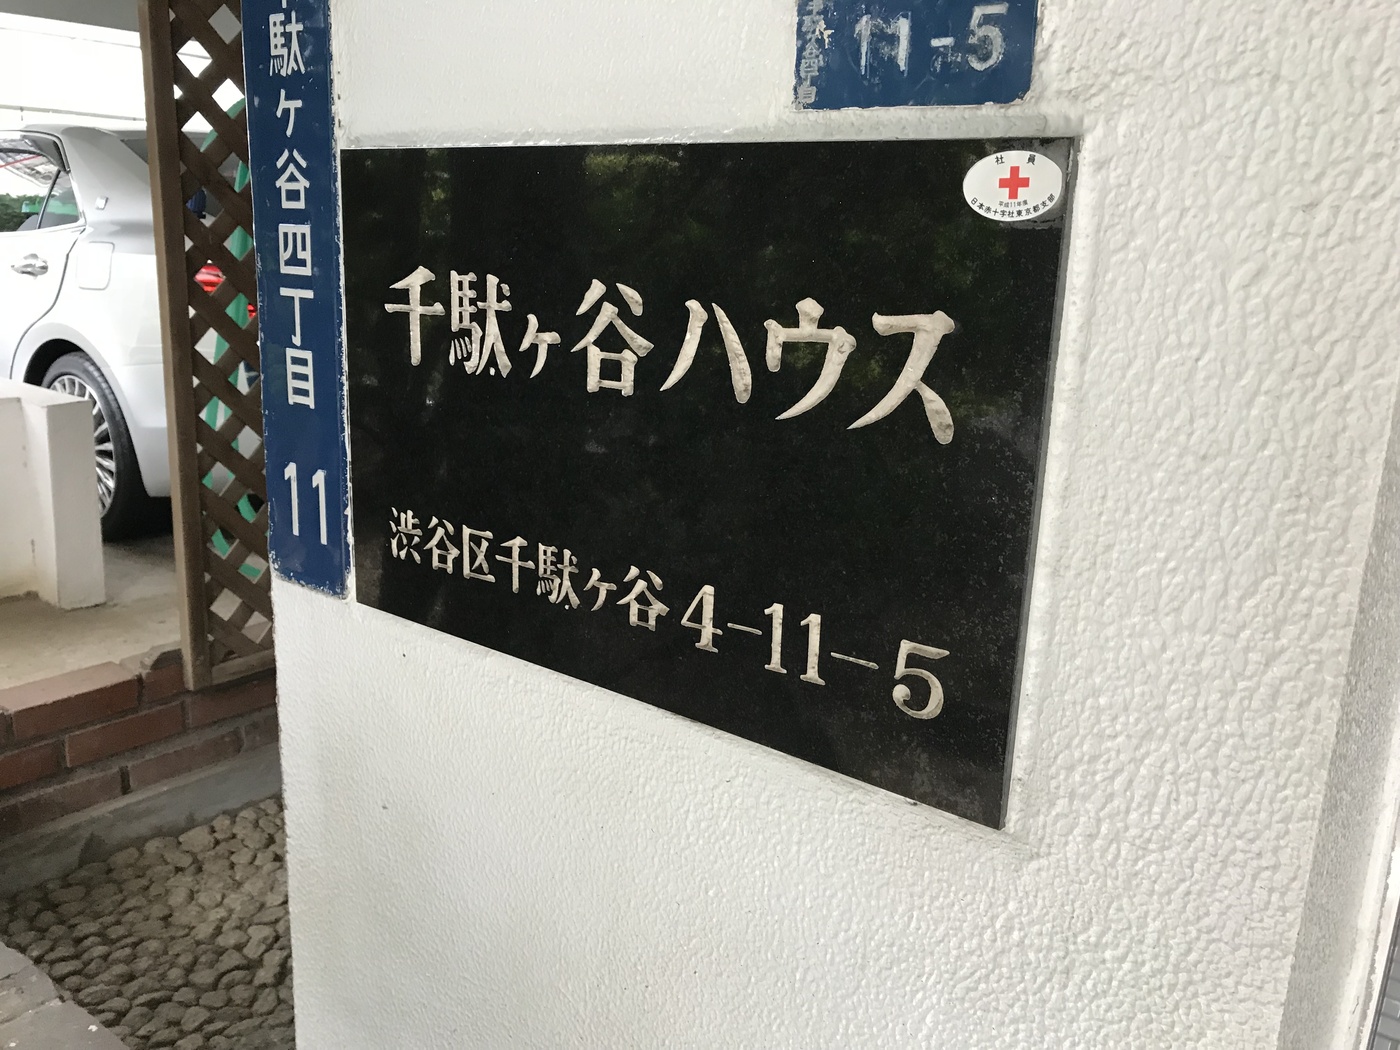 駄ヶ谷四丁目 11
11-5
社員
平成11年度
日本赤十字社東京都支部
千駄ヶ谷ハウス
渋谷区千駄ヶ谷4-11-5